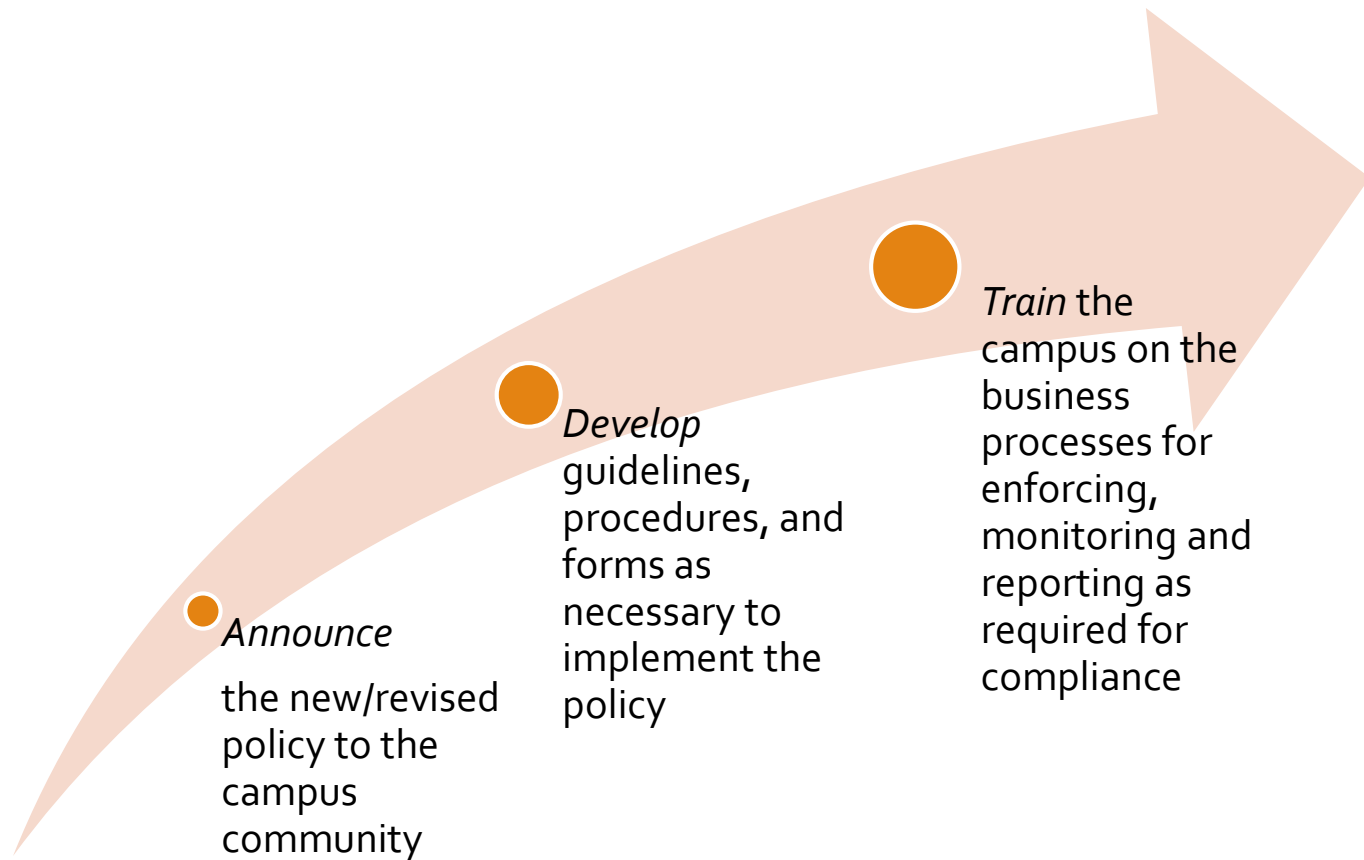 Announce
the new/revised
policy to the
campus
community
Develop
guidelines,
procedures, and
forms as
necessary to
implement the
policy
Train the
campus on the
business
processes for
enforcing,
monitoring and
reporting as
required for
compliance